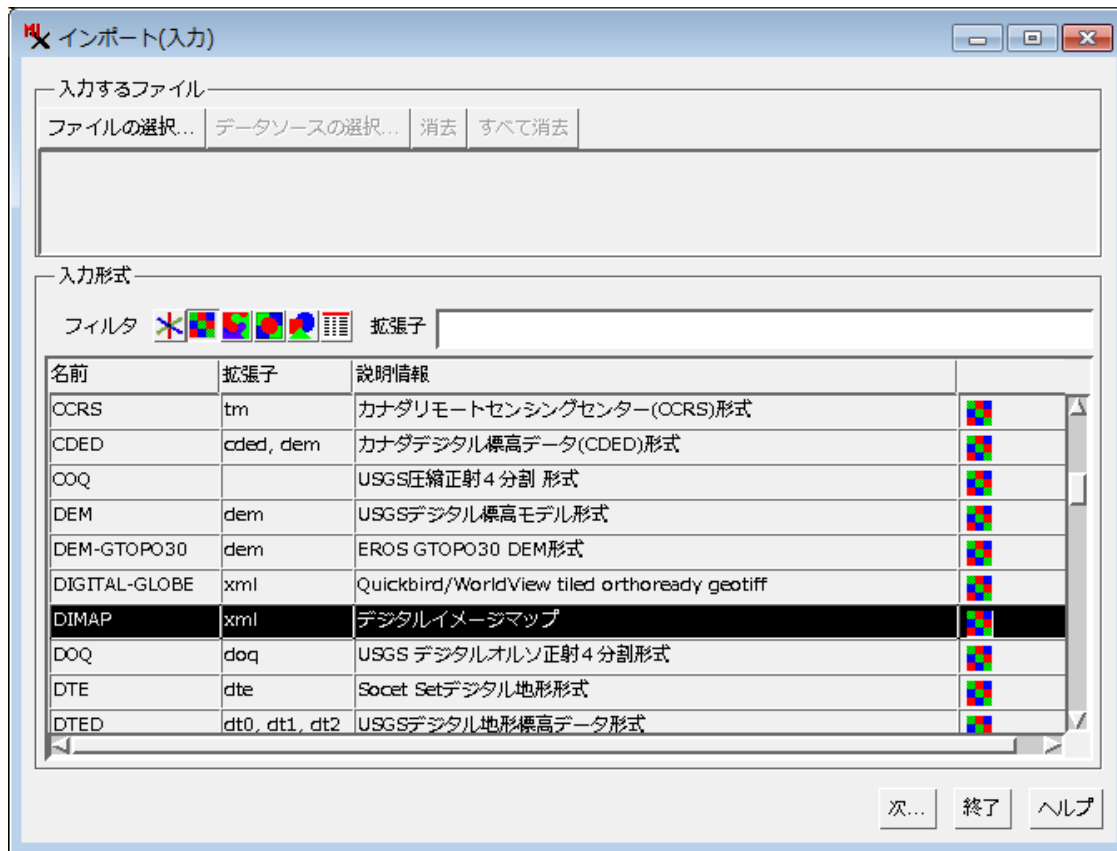 インポート(入力)
入力するファイル
ファイルの選択... データソースの選択... 消去 すべて消去
入力形式
フィルタ 拡張子
名前 拡張子 説明情報
CCRS tm カナダリモートセンシングセンター(CCRS)形式
CDED cded, dem カナダデジタル標高データ(CDED)形式
COQ USGS圧縮正射４分割 形式
DEM dem USGSデジタル標高モデル形式
DEM-GTOPO30 dem EROS GTOPO30 DEM形式
DIGITAL-GLOBE xml Quickbird/WorldView tiled orthoready geotiff
DIMAP xml デジタルイメージマップ
DOQ doq USGS デジタルオルソ正射４分割形式
DTE dte Socet Setデジタル地形形式
DTED dt0, dt1, dt2 USGSデジタル地形標高データ形式
次... 終了 ヘルプ